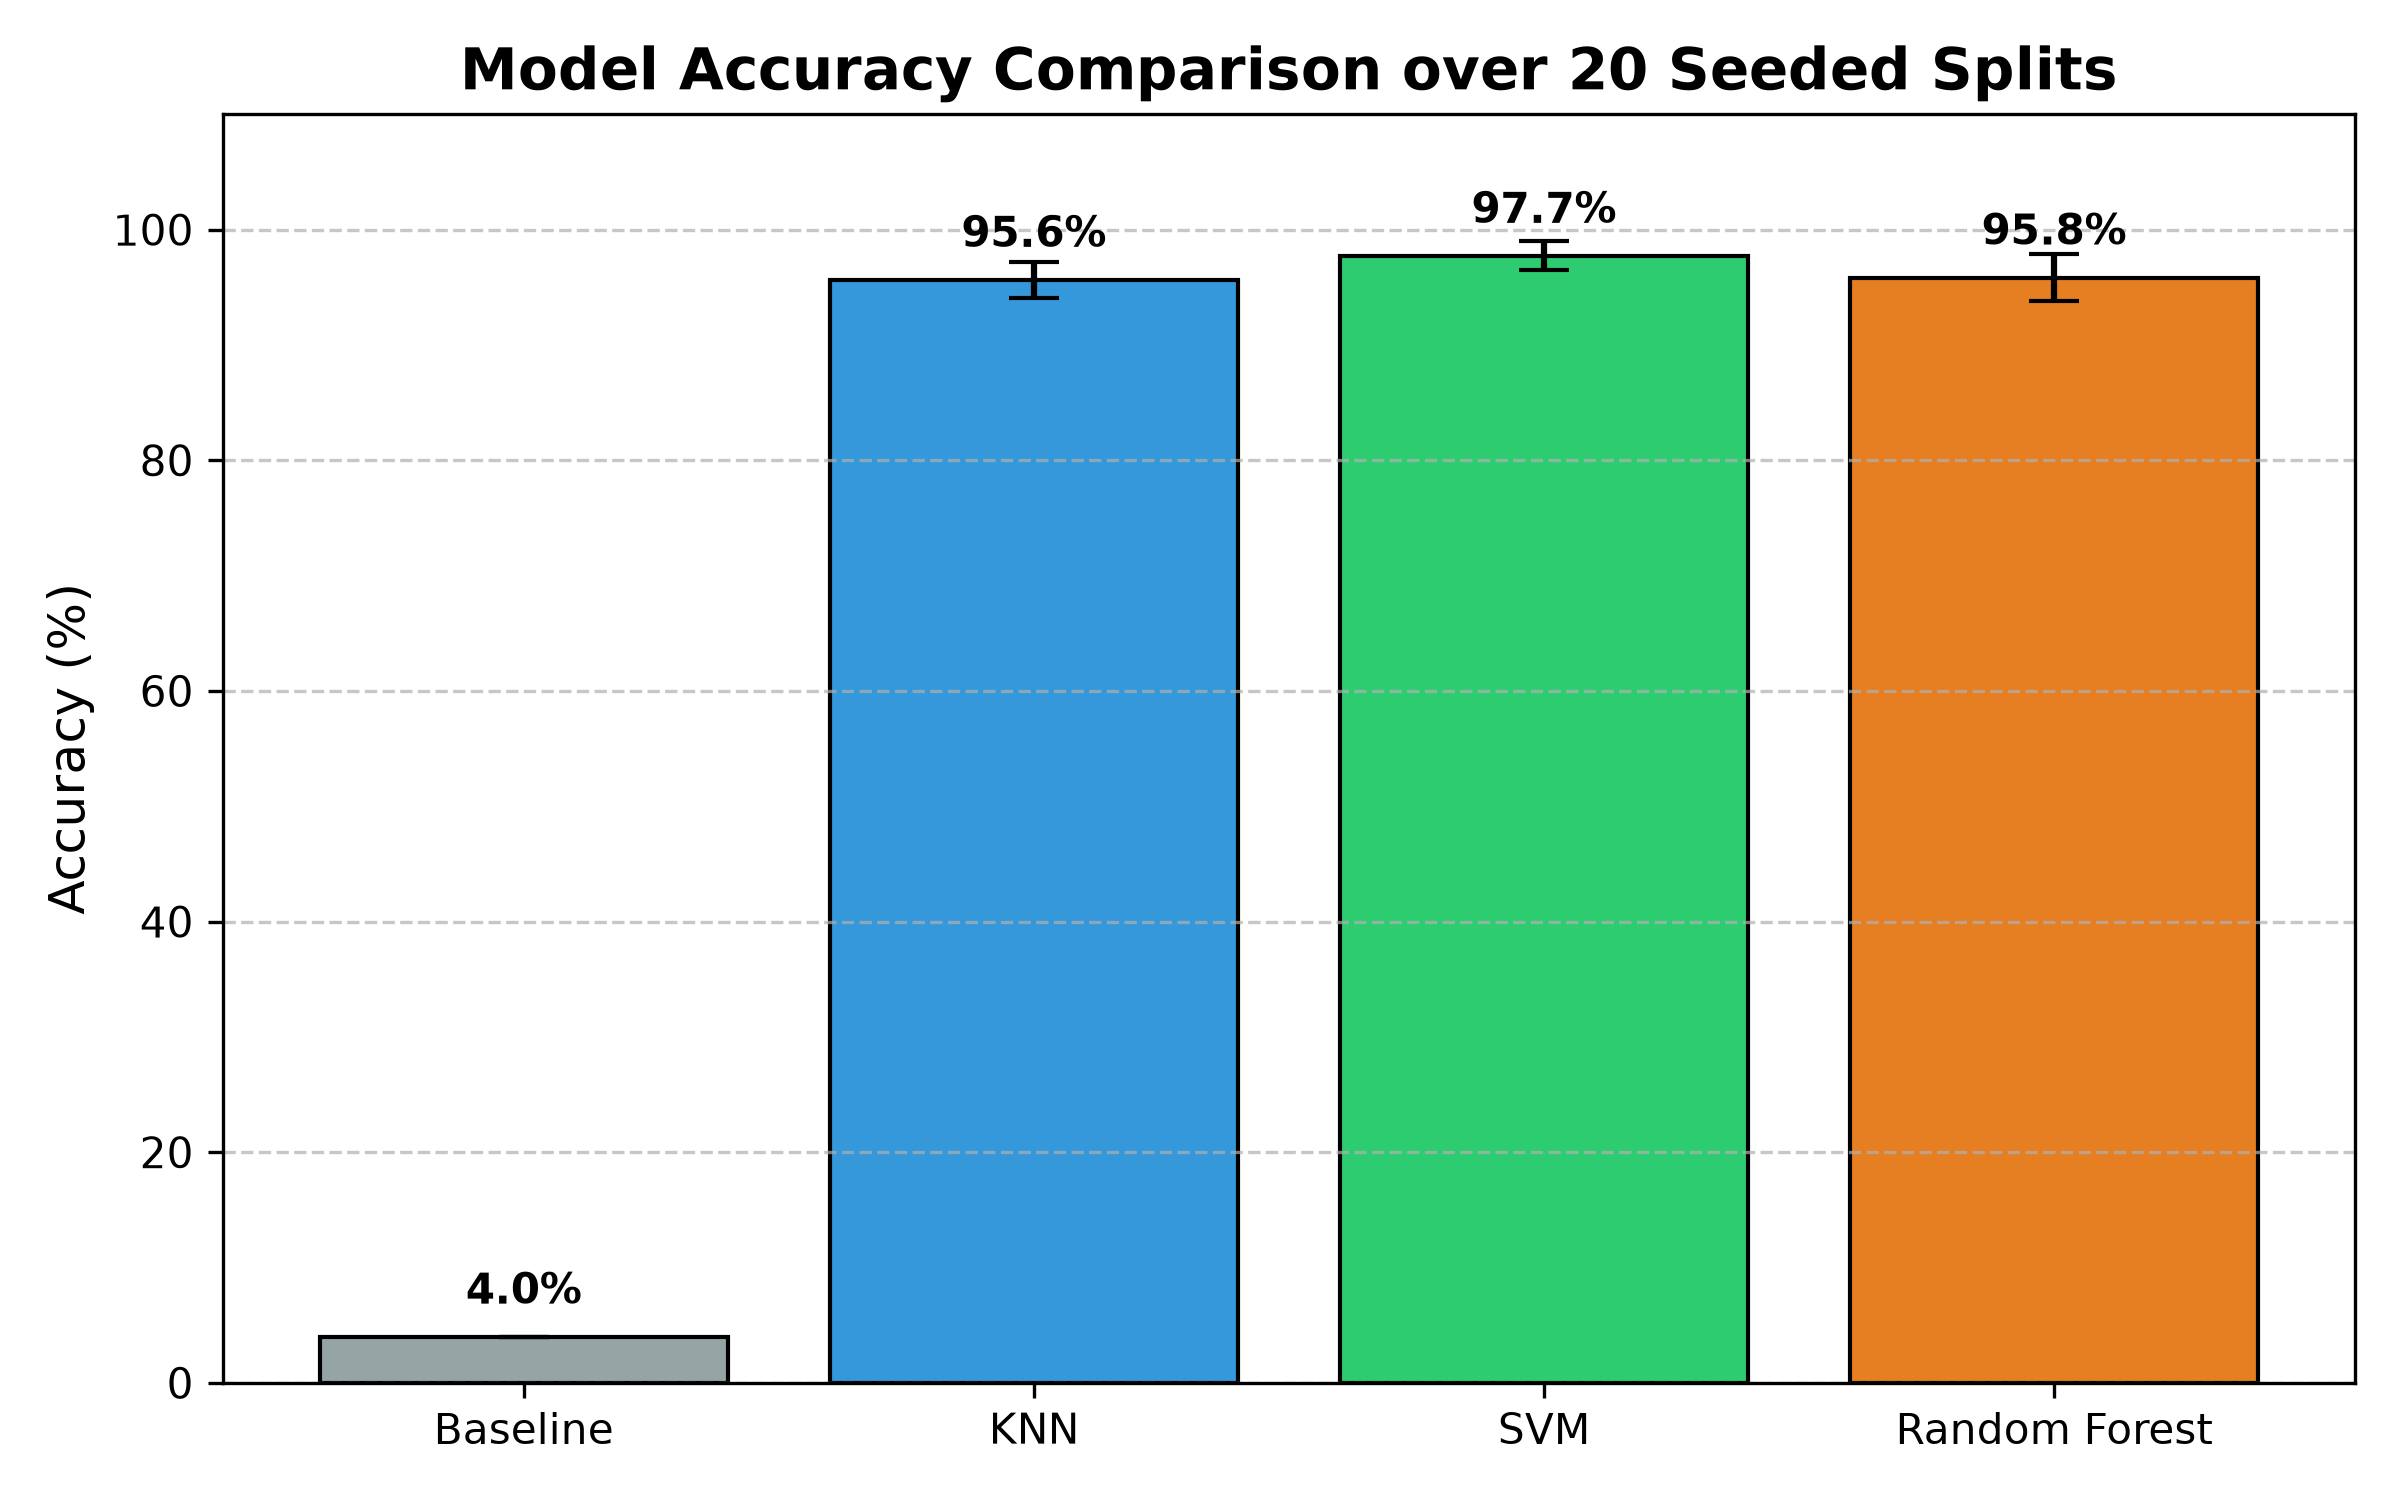 Model Accuracy Comparison over 20 Seeded Splits
Accuracy (%)
100
80
60
40
20
0
4.0%
95.6%
97.7%
95.8%
Baseline
KNN
SVM
Random Forest